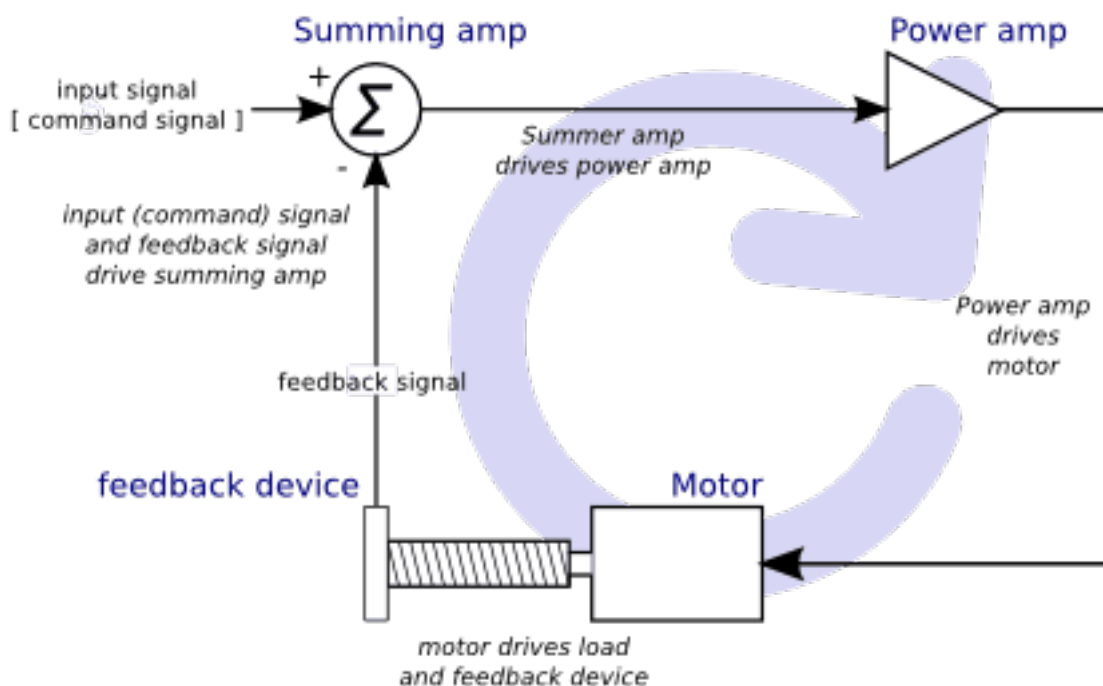 Summing amp
Power amp
+
input signal
[ command signal ]
Σ
-
Summer amp
drives power amp
input (command) signal
and feedback signal
drive summing amp
Power amp
drives
motor
feedback signal
feedback device
Motor
motor drives load
and feedback device